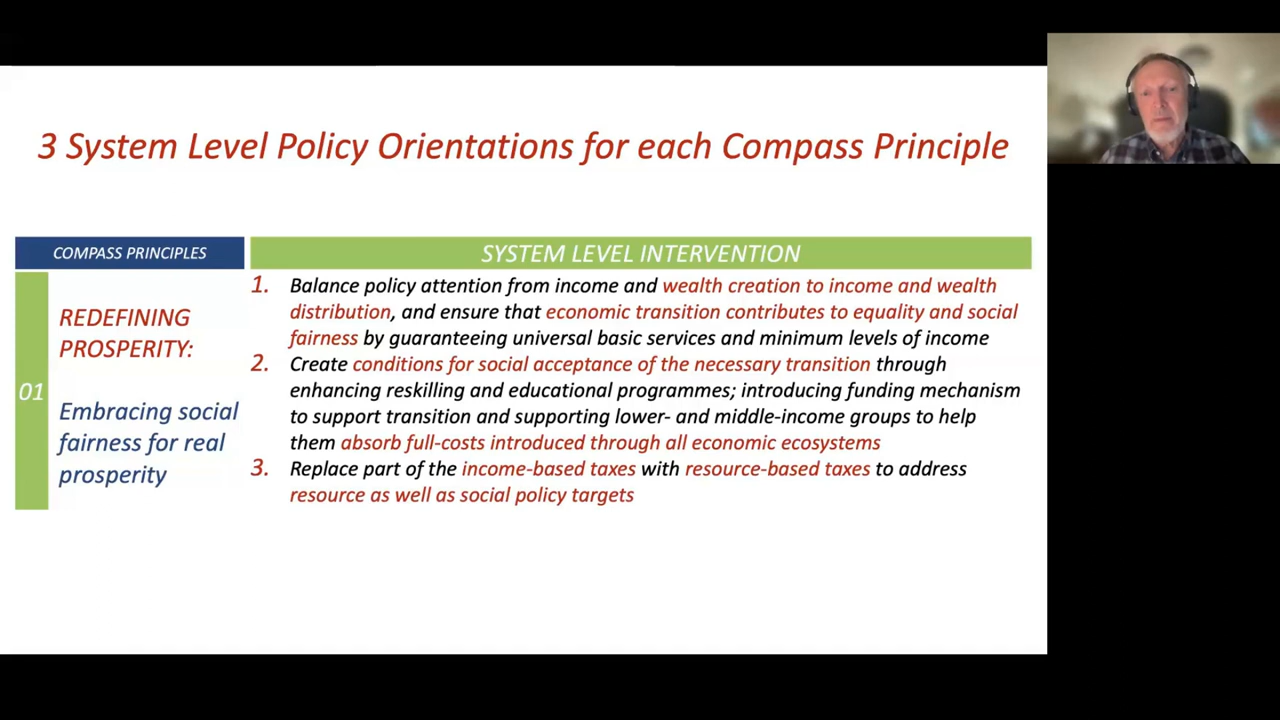 3 System Level Policy Orientations for each Compass Principle
COMPASS PRINCIPLES
SYSTEM LEVEL INTERVENTION
01
REDEFINING
PROSPERITY:
Embracing social
fairness for real
prosperity
1. Balance policy attention from income and wealth creation to income and wealth
distribution, and ensure that economic transition contributes to equality and social
fairness by guaranteeing universal basic services and minimum levels of income
2. Create conditions for social acceptance of the necessary transition through
enhancing reskilling and educational programmes; introducing funding mechanism
to support transition and supporting lower- and middle-income groups to help
them absorb full-costs introduced through all economic ecosystems
3. Replace part of the income-based taxes with resource-based taxes to address
resource as well as social policy targets